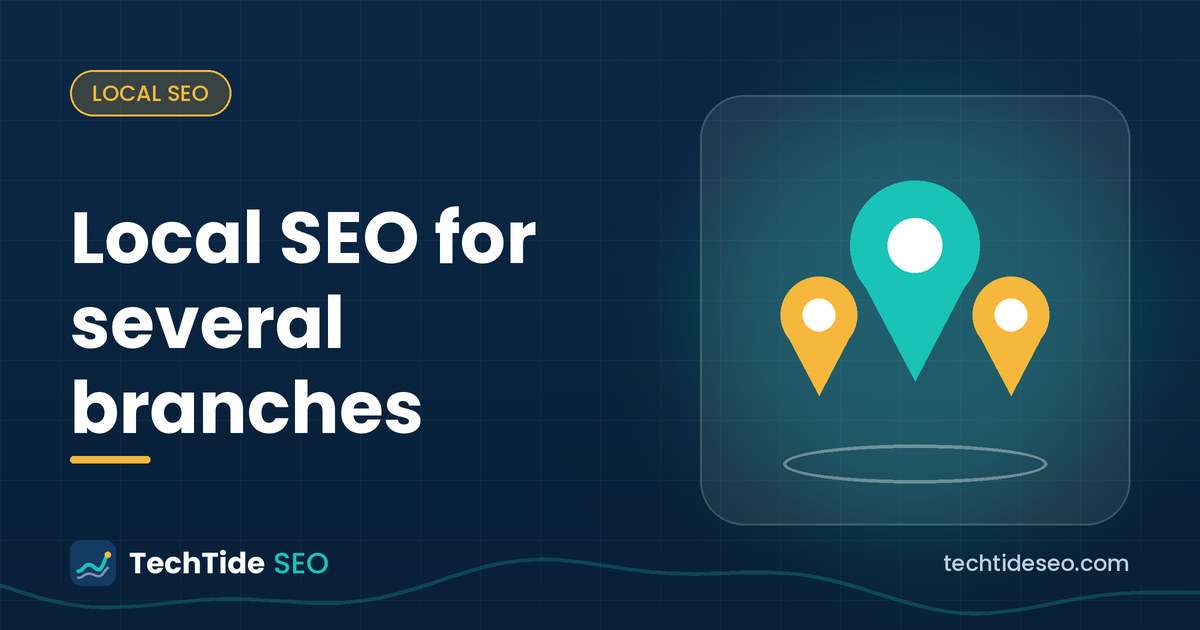 LOCAL SEO
Local SEO for
several
branches
TechTide SEO
techtideseo.com